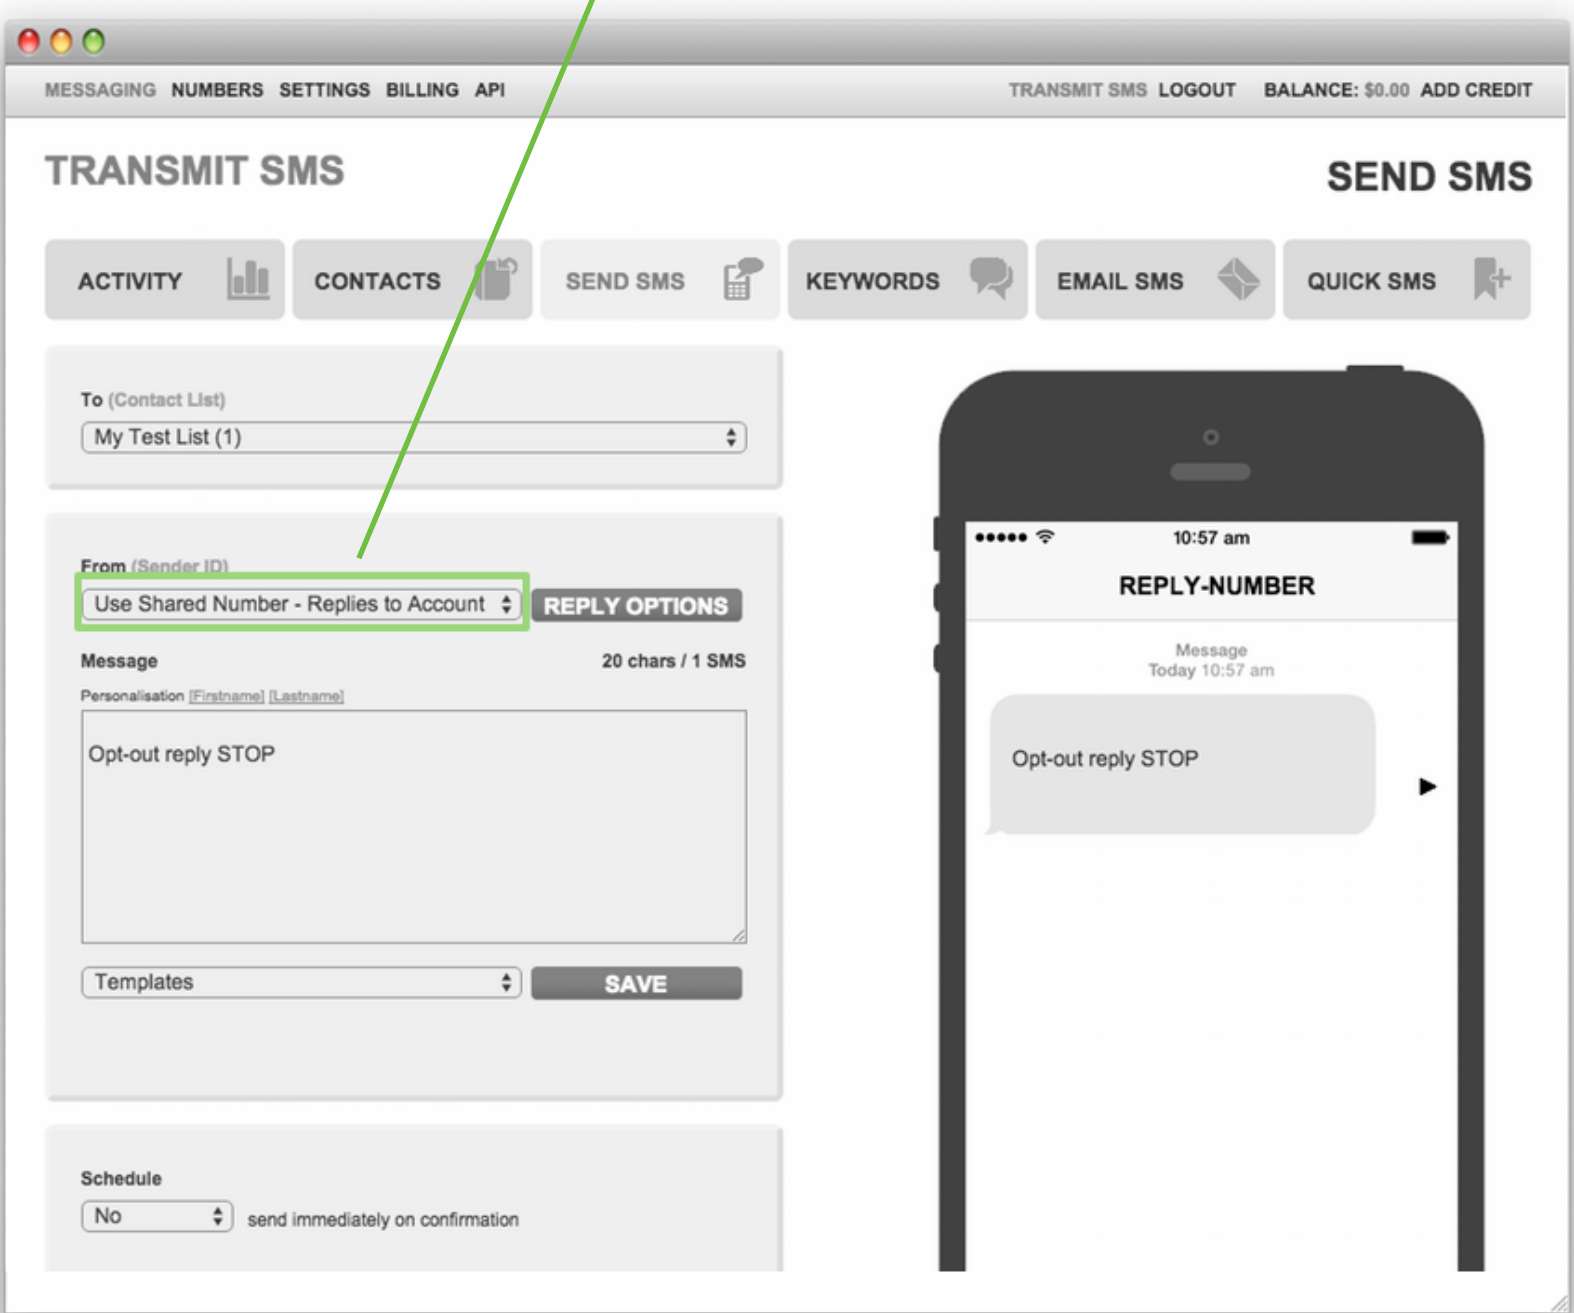 MESSAGING NUMBERS SETTINGS BILLING API
TRANSMIT SMS LOGOUT BALANCE: $0.00 ADD CREDIT
TRANSMIT SMS
SEND SMS
ACTIVITY
CONTACTS
SEND SMS
KEYWORDS
EMAIL SMS
QUICK SMS
To (Contact List)
My Test List (1)
From (Sender ID)
Use Shared Number - Replies to Account
REPLY OPTIONS
Message
20 chars / 1 SMS
Personalisation [Firstname] [Lastname]
Opt-out reply STOP
Templates
SAVE
Schedule
No
send immediately on confirmation
10:57 am
REPLY-NUMBER
Message
Today 10:57 am
Opt-out reply STOP